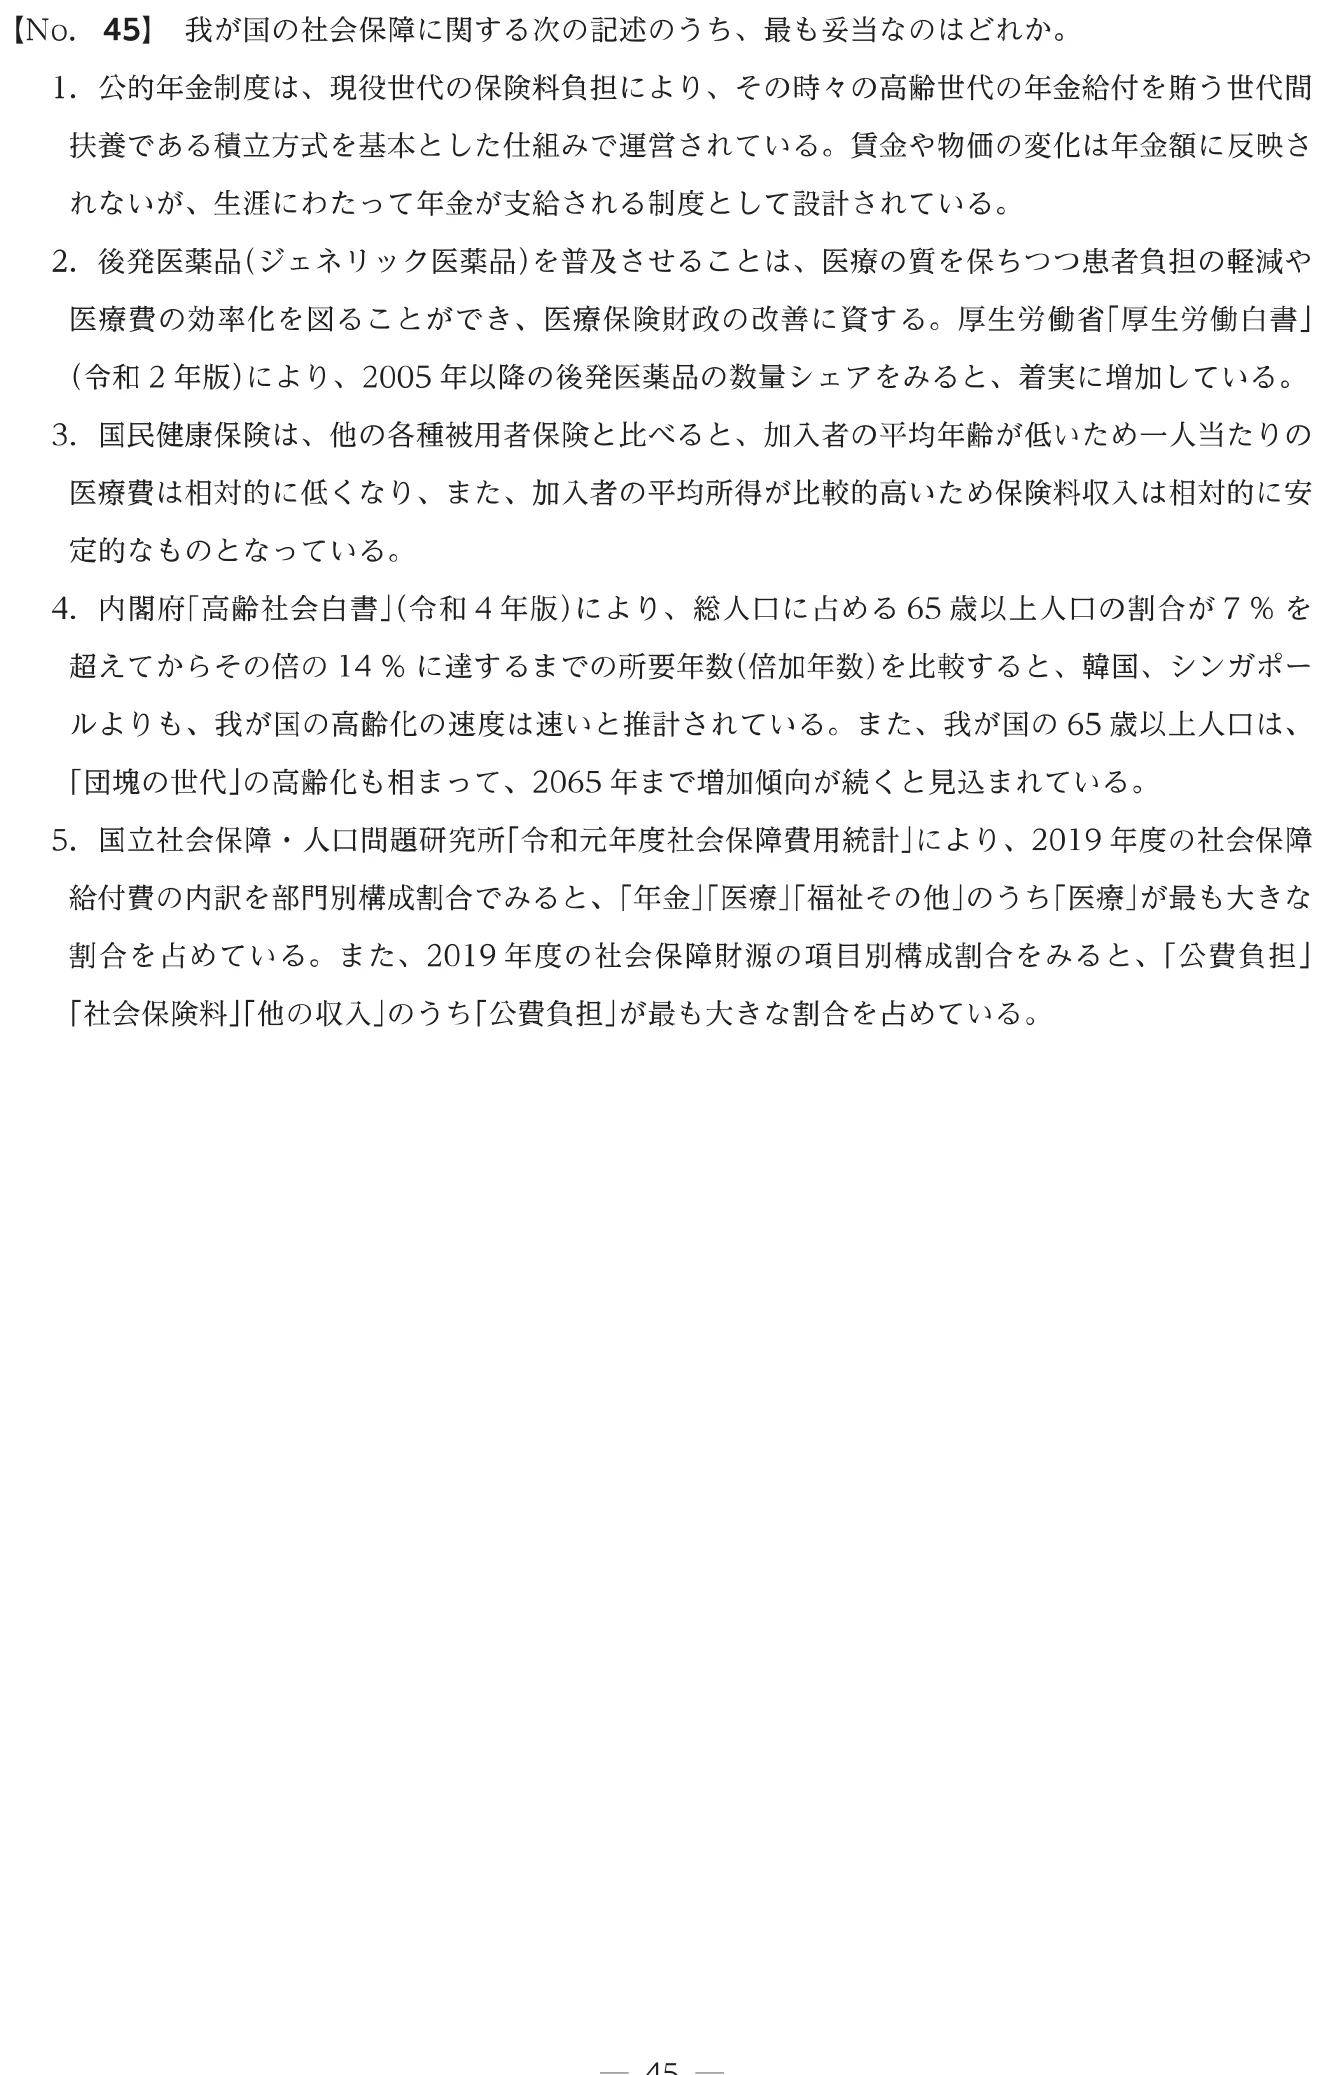 【No. 45】 我が国の社会保障に関する次の記述のうち、最も妥当なのはどれか。
1. 公的年金制度は、現役世代の保険料負担により、その時々の高齢世代の年金給付を賄う世代間
扶養である積立方式を基本とした仕組みで運営されている。賃金や物価の変化は年金額に反映さ
れないが、生涯にわたって年金が支給される制度として設計されている。
2. 後発医薬品(ジェネリック医薬品)を普及させることは、医療の質を保ちつつ患者負担の軽減や
医療費の効率化を図ることができ、医療保険財政の改善に資する。厚生労働省「厚生労働白書」
(令和2年版)により、2005年以降の後発医薬品の数量シェアをみると、着実に増加している。
3. 国民健康保険は、他の各種被用者保険と比べると、加入者の平均年齢が低いため一人当たりの
医療費は相対的に低くなり、また、加入者の平均所得が比較的高いため保険料収入は相対的に安
定的なものとなっている。
4. 内閣府「高齢社会白書」(令和4年版)により、総人口に占める65歳以上人口の割合が7%を
超えてからその倍の14%に達するまでの所要年数(倍加年数)を比較すると、韓国、シンガポー
ルよりも、我が国の高齢化の速度は速いと推計されている。また、我が国の65歳以上人口は、
「団塊の世代」の高齢化も相まって、2065年まで増加傾向が続くと見込まれている。
5. 国立社会保障・人口問題研究所「令和元年度社会保障費用統計」により、2019年度の社会保障
給付費の内訳を部門別構成割合でみると、「年金」「医療」「福祉その他」のうち「医療」が最も大きな
割合を占めている。また、2019年度の社会保障財源の項目別構成割合をみると、「公費負担」
「社会保険料」「他の収入」のうち「公費負担」が最も大きな割合を占めている。
— 45 —